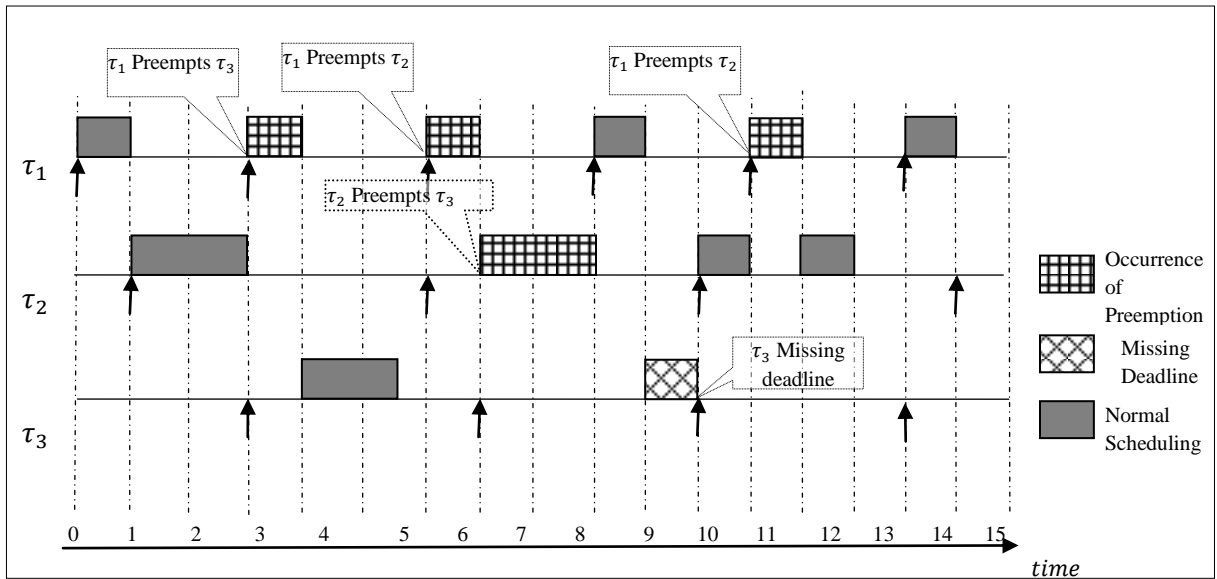 τ₁ Preempts τ₃
τ₁ Preempts τ₂
τ₁ Preempts τ₂
τ₁
τ₂ Preempts τ₃
τ₂
τ₃ Missing
deadline
τ₃
Occurrence
of
Preemption
Missing
Deadline
Normal
Scheduling
0 1 2 3 4 5 6 7 8 9 10 11 12 13 14 15
time